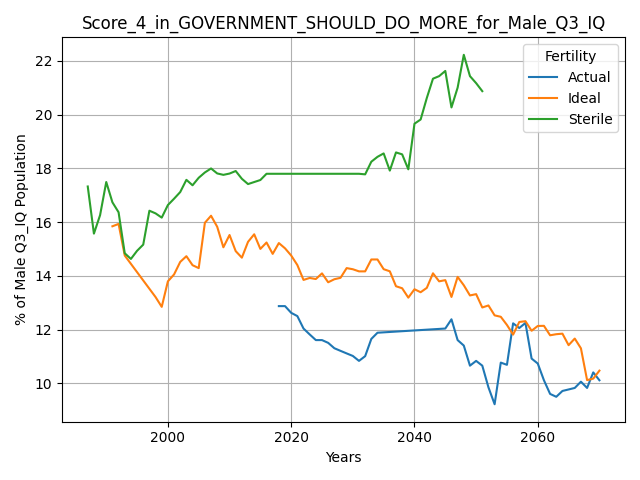 Score_4_in_GOVERNMENT_SHOULD_DO_MORE_for_Male_Q3_IQ
% of Male Q3_IQ Population
22
20
18
16
14
12
10
Fertility
Actual
Ideal
Sterile
2000
2020
2040
2060
Years